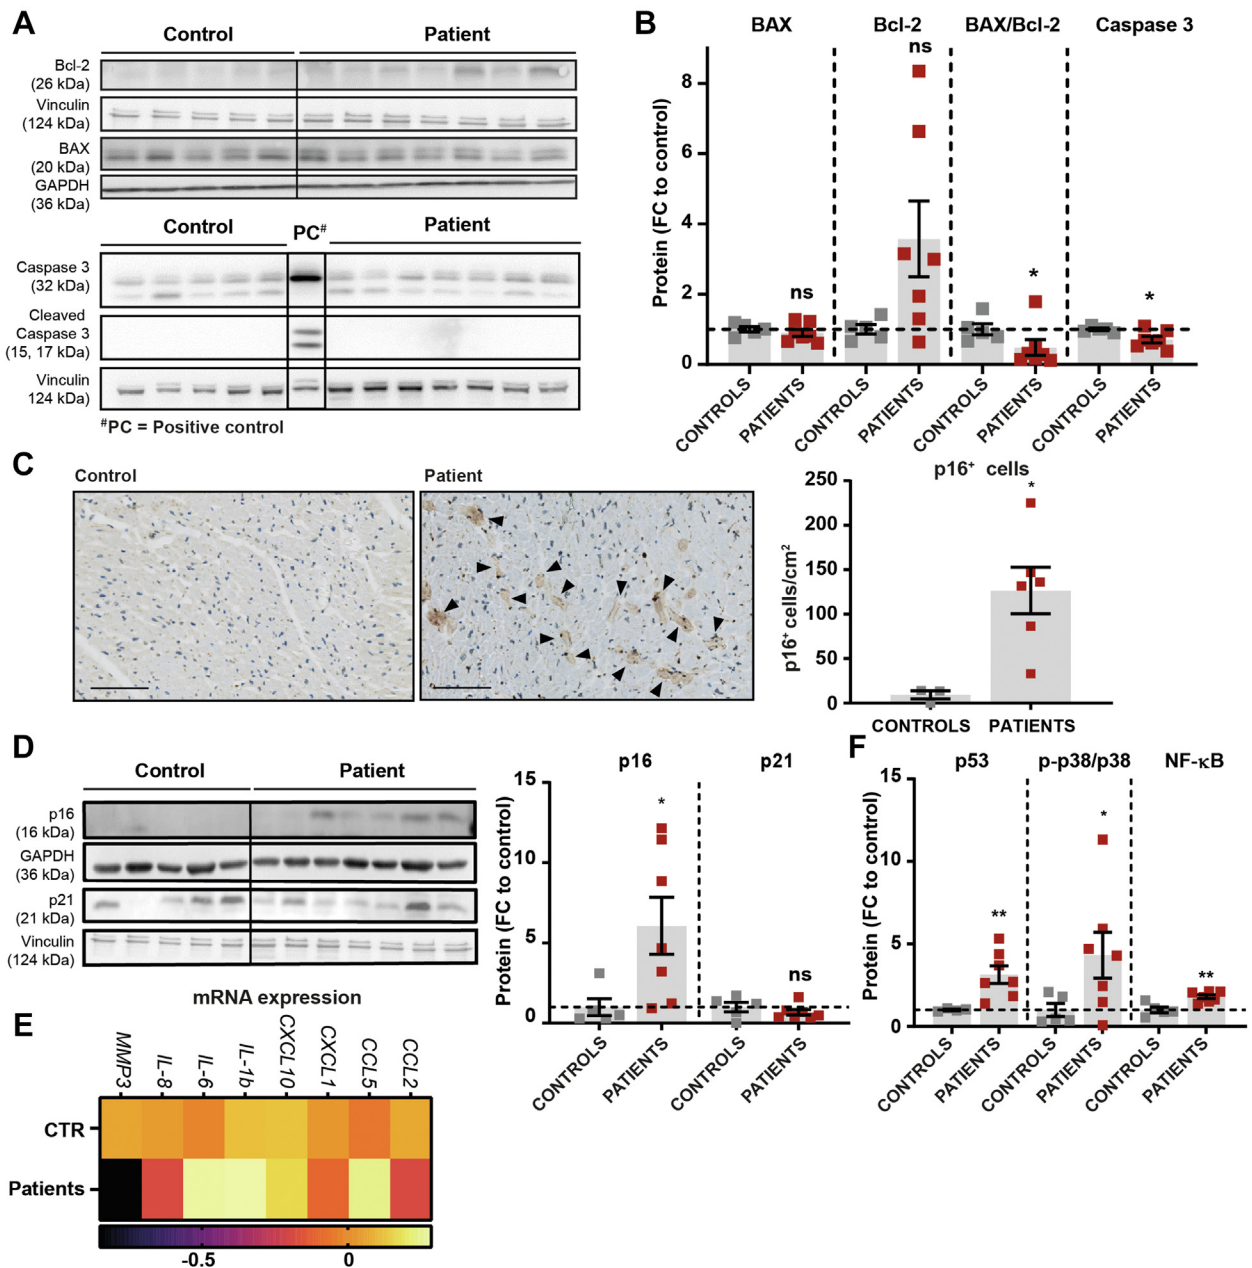 A
Control
Patient
Bcl-2
(26 kDa)
Vinculin
(124 kDa)
BAX
(20 kDa)
GAPDH
(36 kDa)
Control
PC#
Patient
Caspase 3
(32 kDa)
Cleaved
Caspase 3
(15, 17 kDa)
Vinculin
124 kDa)
#PC = Positive control
B
BAX
Bcl-2
BAX/Bcl-2
Caspase 3
Protein (FC to control)
8
6
4
2
0
ns
ns
*
*
CONTROLS
PATIENTS
CONTROLS
PATIENTS
CONTROLS
PATIENTS
CONTROLS
PATIENTS
C
Control
Patient
p16+ cells
p16+ cells/cm2
250
200
150
100
50
0
*
CONTROLS
PATIENTS
D
Control
Patient
p16
(16 kDa)
GAPDH
(36 kDa)
p21
(21 kDa)
Vinculin
(124 kDa)
p16
p21
Protein (FC to control)
15
10
5
0
*
ns
CONTROLS
PATIENTS
CONTROLS
PATIENTS
F
p53
p-p38/p38
NF-κB
Protein (FC to control)
15
10
5
0
**
*
**
CONTROLS
PATIENTS
CONTROLS
PATIENTS
CONTROLS
PATIENTS
E
mRNA expression
MMP3
IL-8
IL-6
IL-1b
CXCL10
CXCL1
CCL5
CCL2
CTR
Patients
-0.5
0